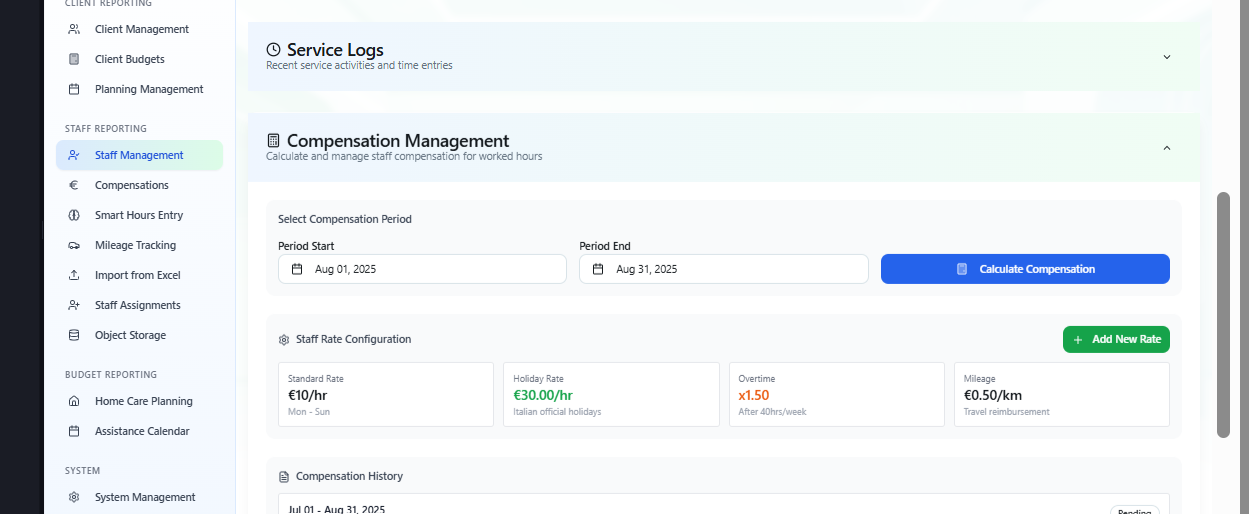 CLIENT REPORTING
Client Management
Client Budgets
Planning Management
STAFF REPORTING
Staff Management
Compensations
Smart Hours Entry
Mileage Tracking
Import from Excel
Staff Assignments
Object Storage
BUDGET REPORTING
Home Care Planning
Assistance Calendar
SYSTEM
System Management
Service Logs
Recent service activities and time entries
Compensation Management
Calculate and manage staff compensation for worked hours
Select Compensation Period
Period Start
Aug 01, 2025
Period End
Aug 31, 2025
Calculate Compensation
Staff Rate Configuration
Add New Rate
Standard Rate
€10/hr
Mon - Sun
Holiday Rate
€30.00/hr
Italian official holidays
Overtime
x1.50
After 40hrs/week
Mileage
€0.50/km
Travel reimbursement
Compensation History
Jul 01 - Aug 31, 2025
Pending